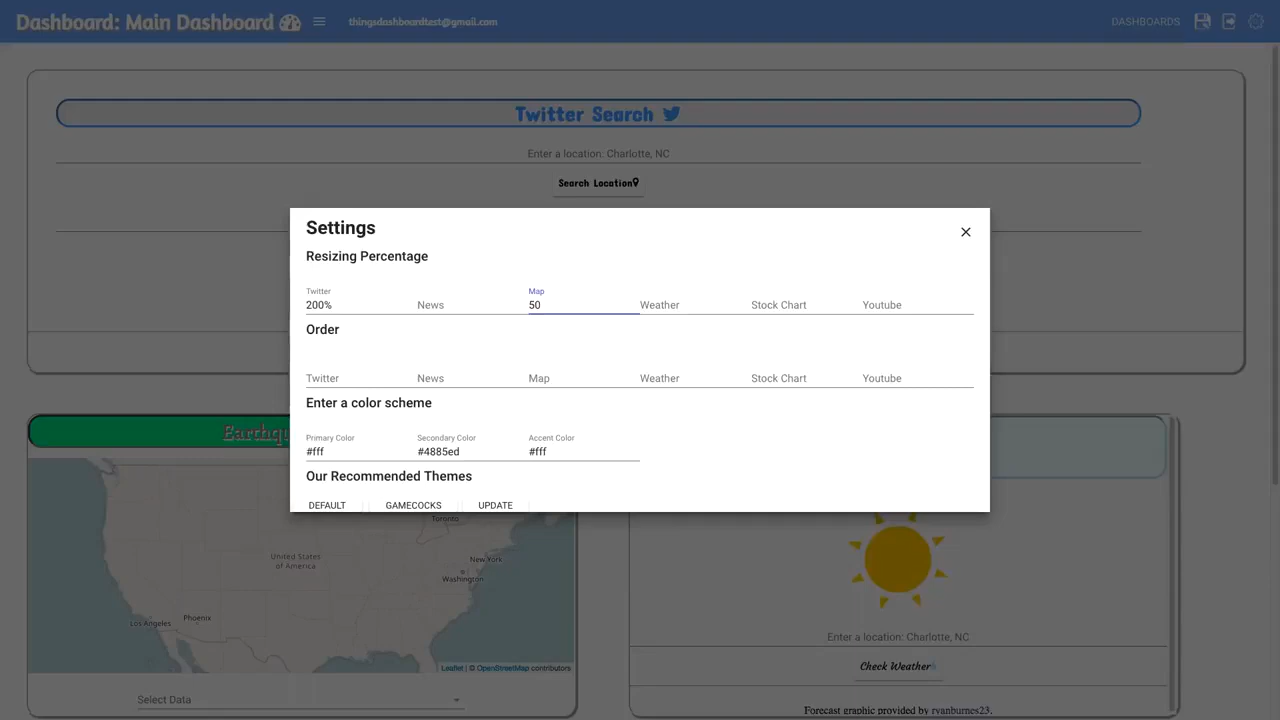 Dashboard: Main Dashboard
thingsdashboardtest@gmail.com
DASHBOARDS
Twitter Search
Enter a location: Charlotte, NC
Search Location
Settings
Resizing Percentage
Twitter
200%
News
Map
50
Weather
Stock Chart
Youtube
Order
Twitter
News
Map
Weather
Stock Chart
Youtube
Enter a color scheme
Primary Color
#fff
Secondary Color
#4885ed
Accent Color
#fff
Our Recommended Themes
DEFAULT
GAMECOCKS
UPDATE
Toronto
United States
of America
New York
Washington
Los Angeles
Phoenix
Leaflet | © OpenStreetMap contributors
Select Data
Enter a location: Charlotte, NC
Check Weather
Forecast graphic provided by ryanburnes23.